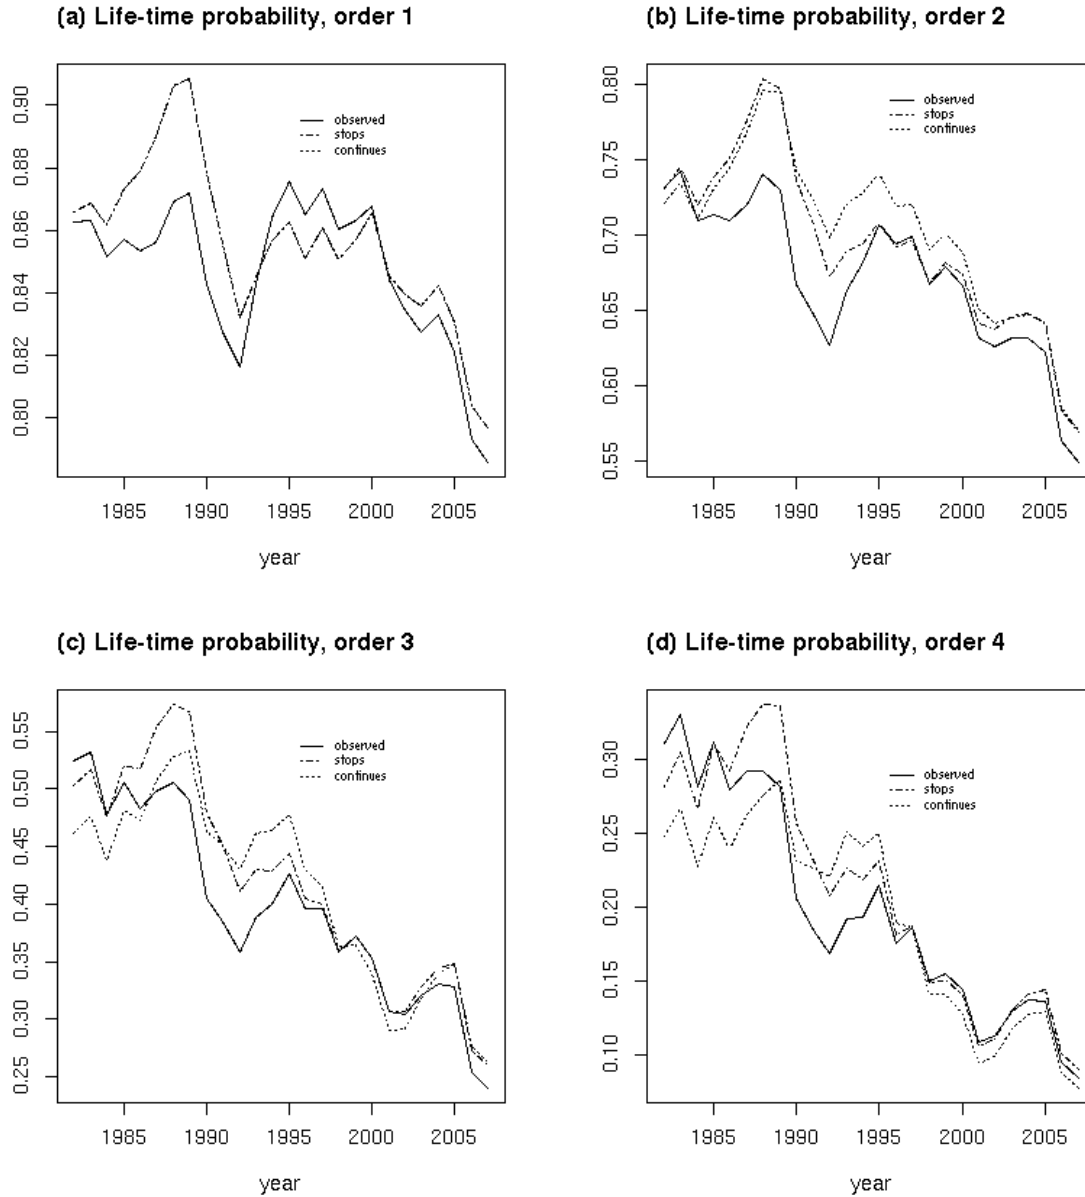 (a) Life-time probability, order 1
0.90
0.88
0.86
0.84
0.82
0.80
observed
stops
continues
1985 1990 1995 2000 2005
year
(b) Life-time probability, order 2
0.80
0.75
0.70
0.65
0.60
0.55
observed
stops
continues
1985 1990 1995 2000 2005
year
(c) Life-time probability, order 3
0.55
0.50
0.45
0.40
0.35
0.30
0.25
observed
stops
continues
1985 1990 1995 2000 2005
year
(d) Life-time probability, order 4
0.30
0.25
0.20
0.15
0.10
observed
stops
continues
1985 1990 1995 2000 2005
year